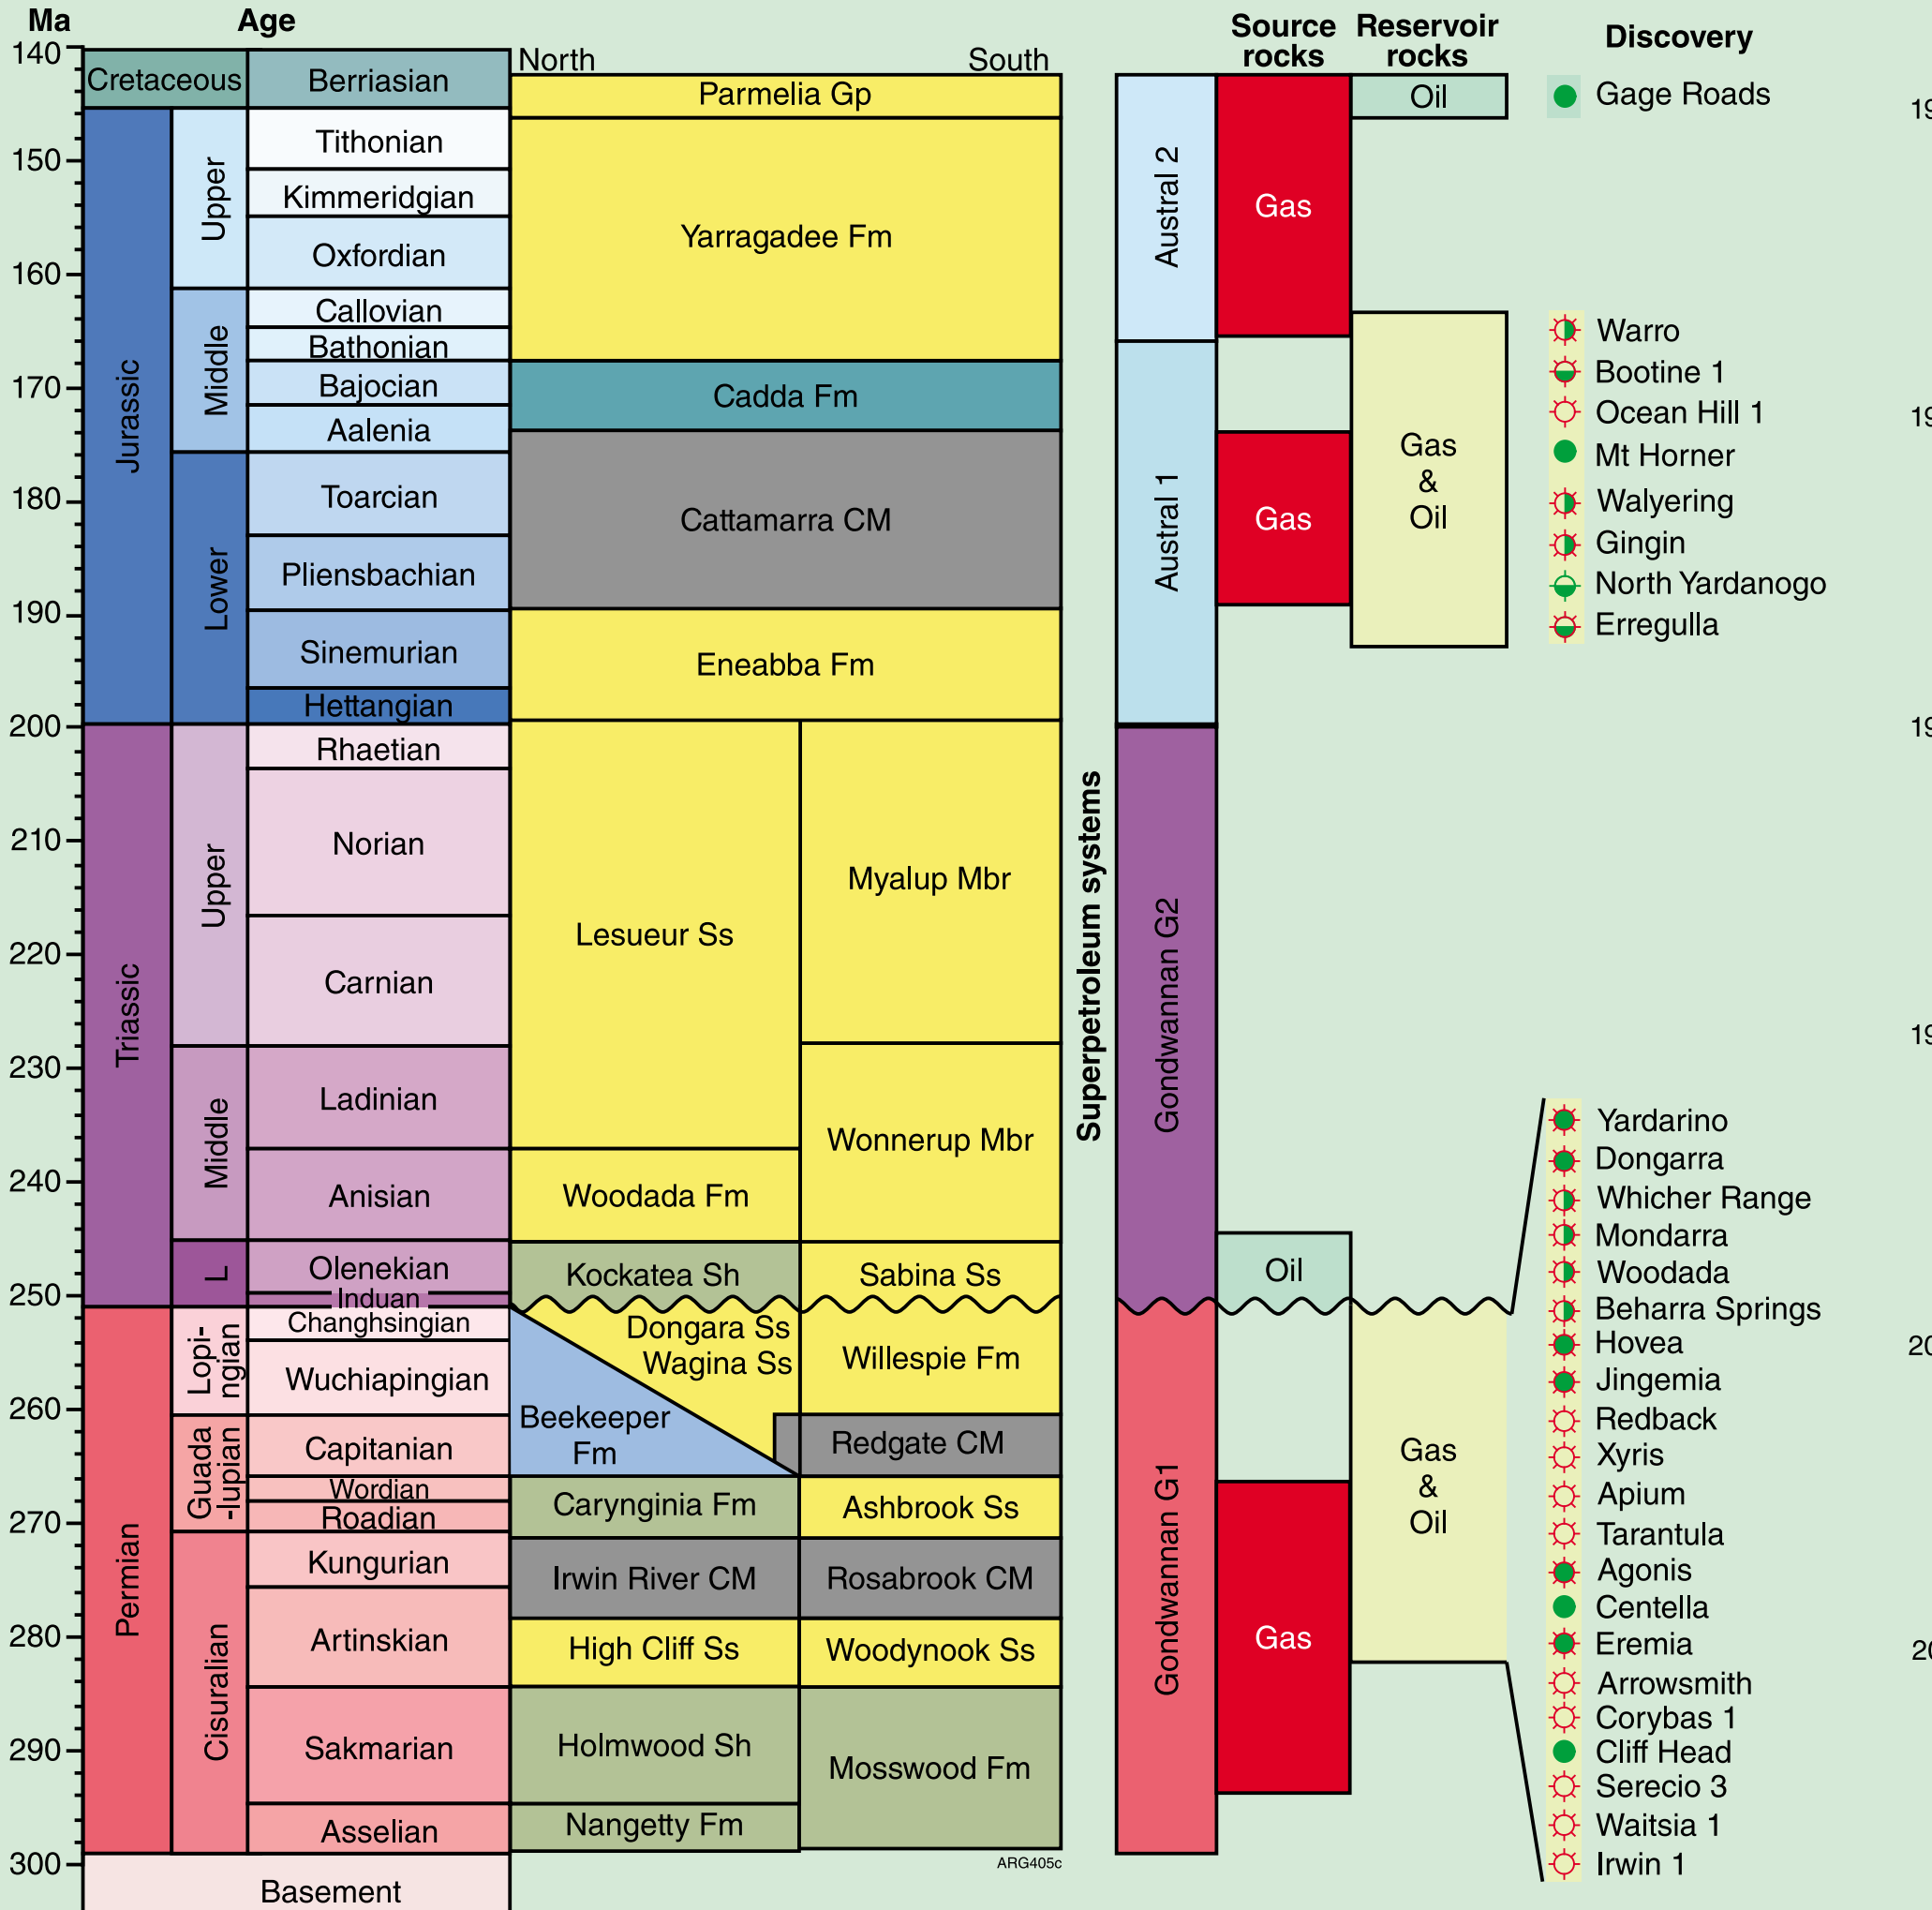 Ma
Age
Source
rocks
Reservoir
rocks
Discovery
140
150
160
170
180
190
200
210
220
230
240
250
260
270
280
290
300
Cretaceous
Jurassic
Triassic
Permian
Upper
Middle
Lower
Upper
Middle
L
Lopi-
ngian
Guada
-lupian
Cisuralian
Berriasian
Tithonian
Kimmeridgian
Oxfordian
Callovian
Bathonian
Bajocian
Aalenia
Toarcian
Pliensbachian
Sinemurian
Hettangian
Rhaetian
Norian
Carnian
Ladinian
Anisian
Olenekian
Induan
Changhsingian
Wuchiapingian
Capitanian
Wordian
Roadian
Kungurian
Artinskian
Sakmarian
Asselian
Basement
North
South
Parmelia Gp
Yarragadee Fm
Cadda Fm
Cattamarra CM
Eneabba Fm
Lesueur Ss
Myalup Mbr
Wonnerup Mbr
Woodada Fm
Kockatea Sh
Sabina Ss
Dongara Ss
Wagina Ss
Willespie Fm
Beekeeper
Fm
Redgate CM
Carynginia Fm
Ashbrook Ss
Irwin River CM
Rosabrook CM
High Cliff Ss
Woodynook Ss
Holmwood Sh
Mosswood Fm
Nangetty Fm
ARG405c
Superpetroleum systems
Austral 2
Austral 1
Gondwannan G2
Gondwannan G1
Gas
Gas
Oil
Gas
Oil
Gas
&
Oil
Gas
&
Oil
Gage Roads
Warro
Bootine 1
Ocean Hill 1
Mt Horner
Walyering
Gingin
North Yardanogo
Erregulla
Yardarino
Dongarra
Whicher Range
Mondarra
Woodada
Beharra Springs
Hovea
Jingemia
Redback
Xyris
Apium
Tarantula
Agonis
Centella
Eremia
Arrowsmith
Corybas 1
Cliff Head
Serecio 3
Waitsia 1
Irwin 1